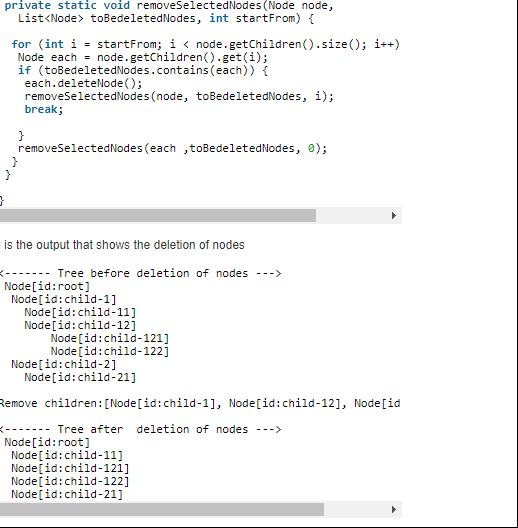 private static void removeSelectedNodes(Node node,
List<Node> toBedeletedNodes, int startFrom) {
for (int i = startFrom; i < node.getChildren().size(); i++)
Node each = node.getChildren().get(i);
if (toBedeletedNodes.contains(each)) {
each.deleteNode();
removeSelectedNodes(node, toBedeletedNodes, i);
break;
}
removeSelectedNodes(each ,toBedeletedNodes, 0);
}
}
}
is the output that shows the deletion of nodes
<------- Tree before deletion of nodes --->
Node[id:root]
Node[id:child-1]
Node[id:child-11]
Node[id:child-12]
Node[id:child-121]
Node[id:child-122]
Node[id:child-2]
Node[id:child-21]
Remove children:[Node[id:child-1], Node[id:child-12], Node[id
<------- Tree after  deletion of nodes --->
Node[id:root]
Node[id:child-11]
Node[id:child-121]
Node[id:child-122]
Node[id:child-21]